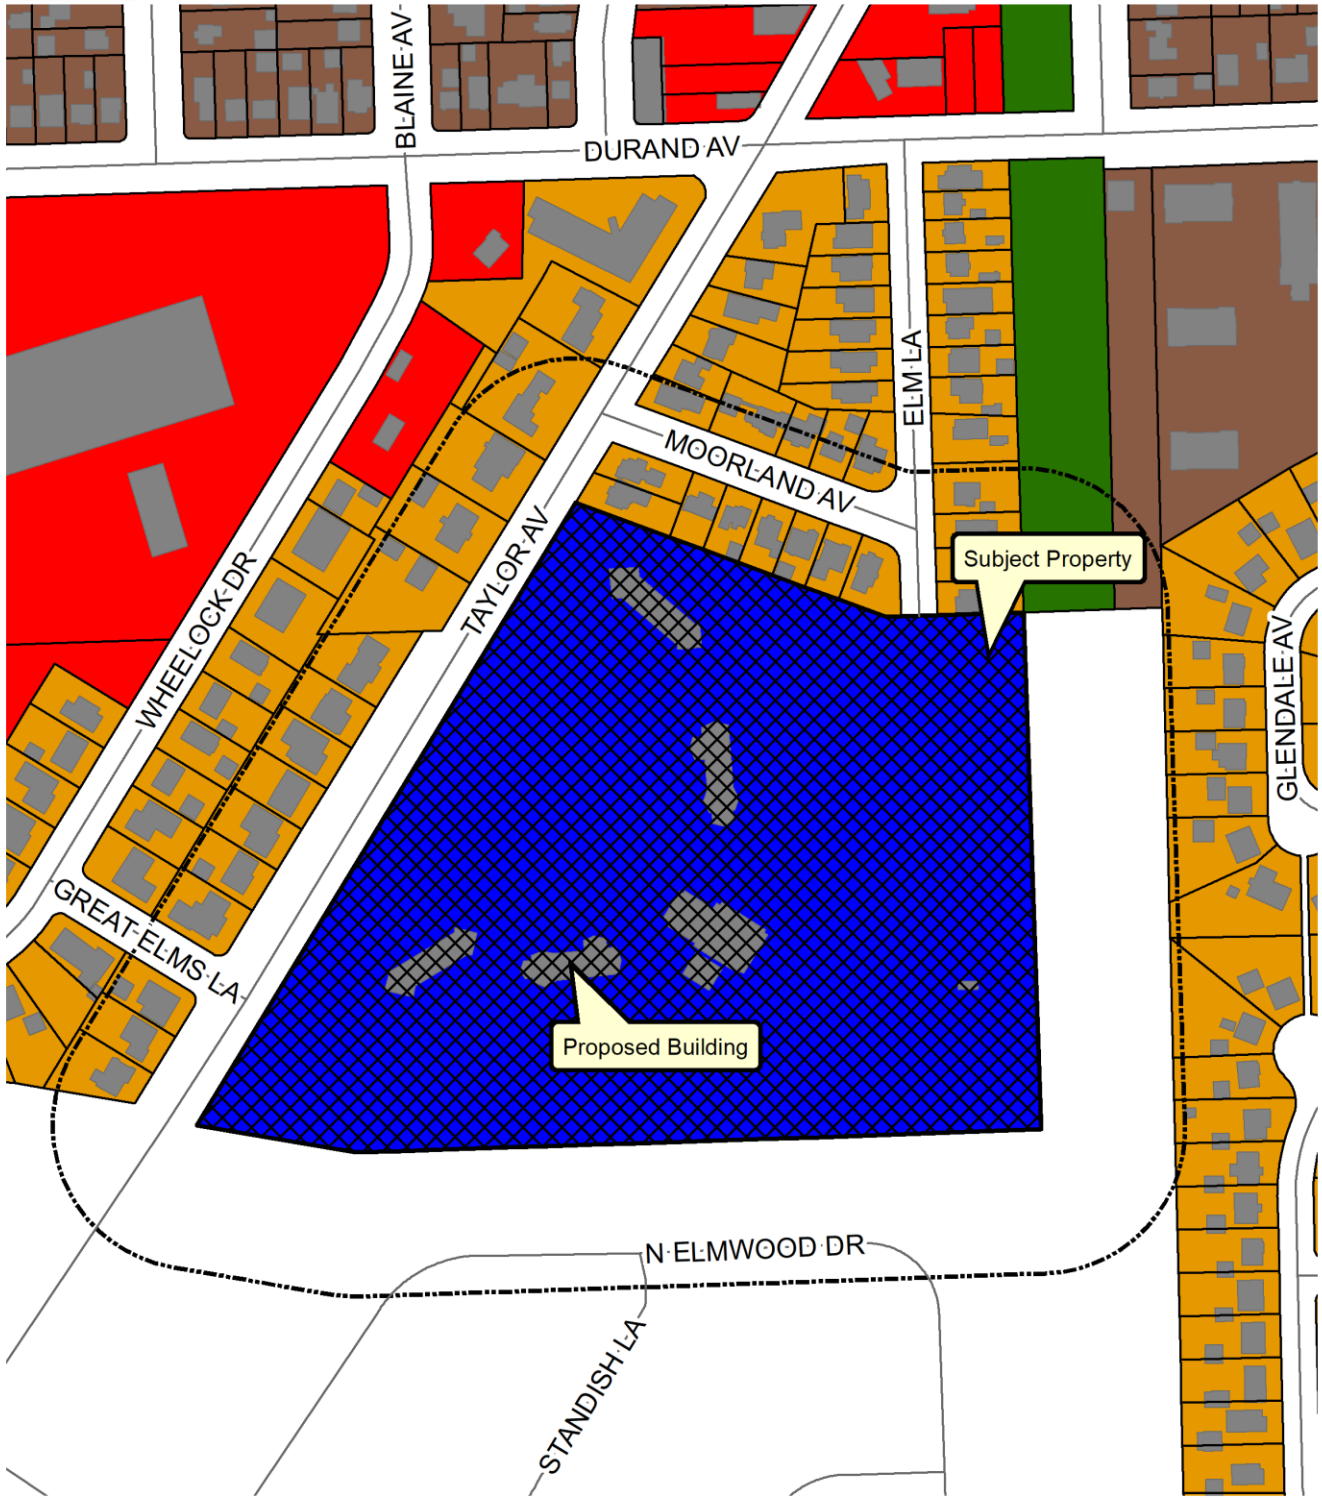 BLAINE AV
DURAND AV
ELM LA
MOORLAND AV
Subject Property
TAYLOR AV
WHEELOCK DR
GLENDALE AV
GREAT ELMS LA
Proposed Building
N ELMWOOD DR
STANDISH LA